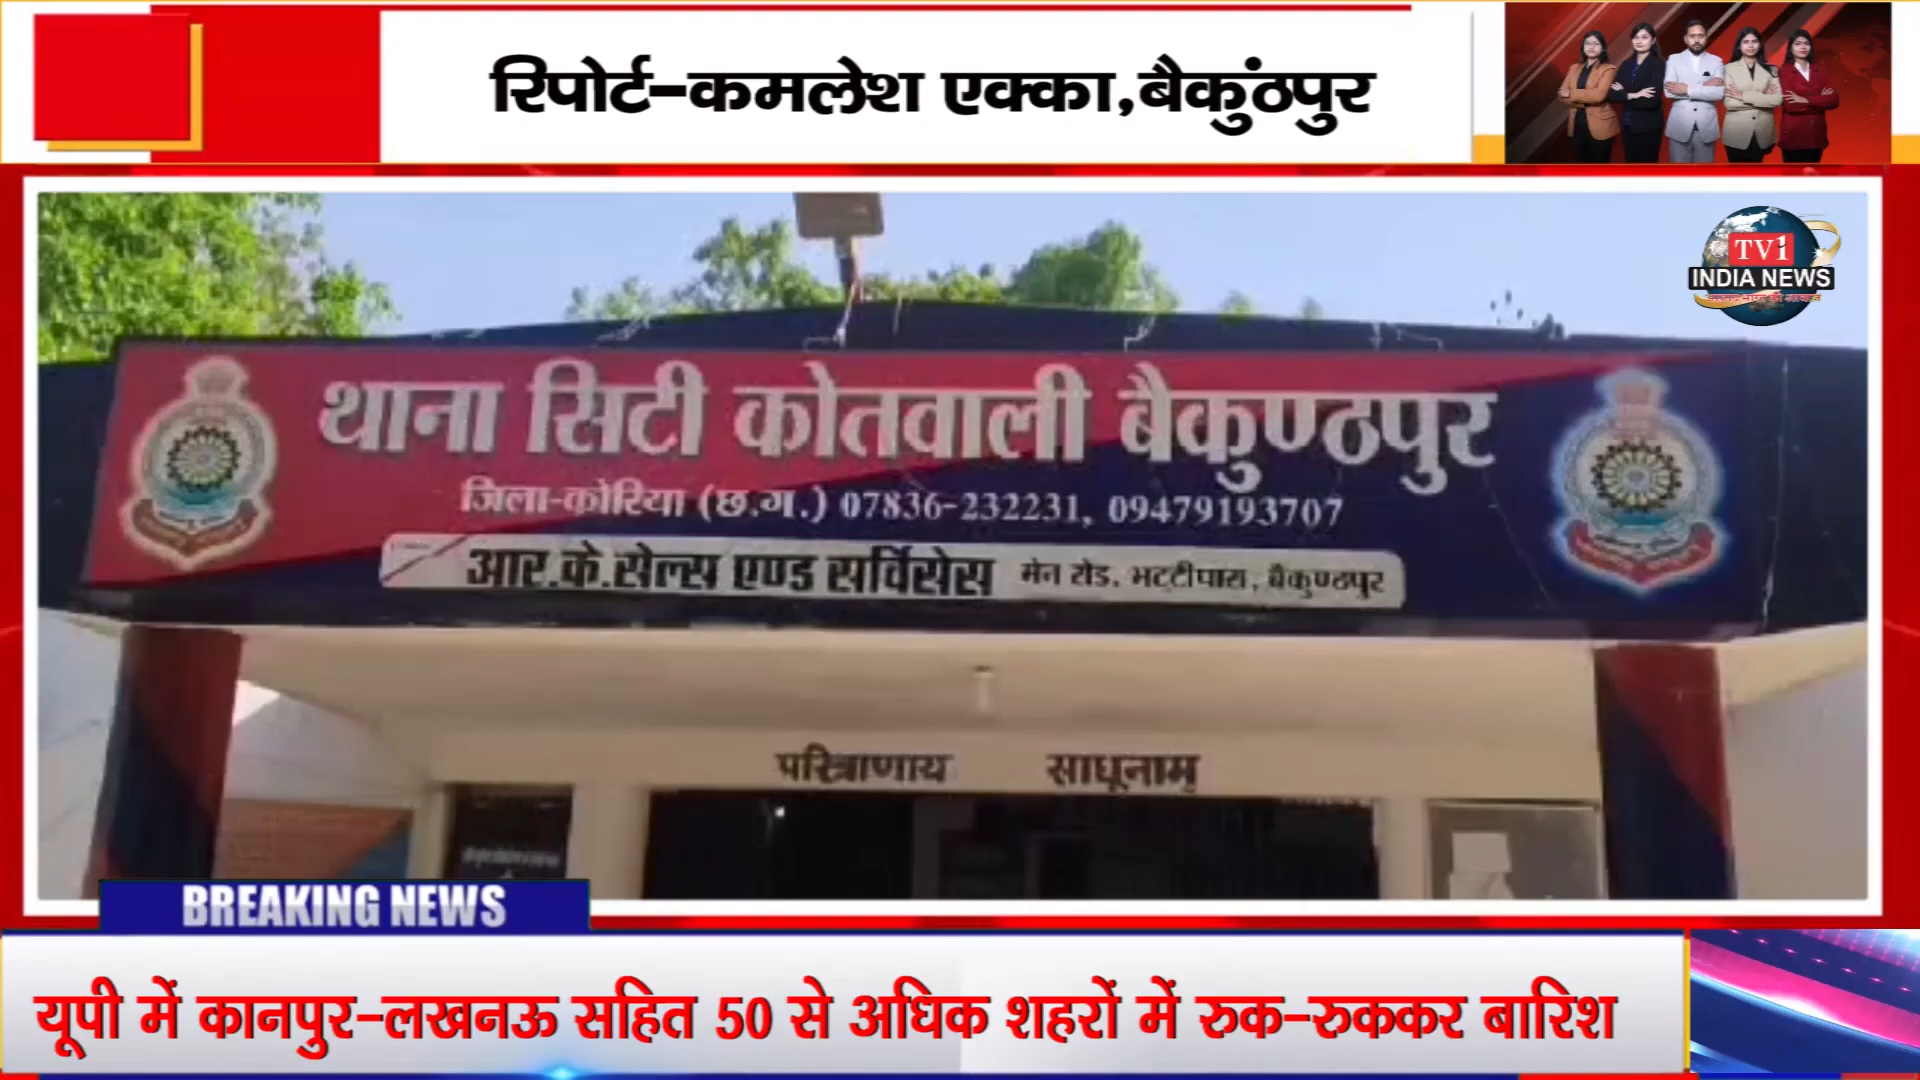 रिपोर्ट-कमलेश एक्का,बैकुंठपुर
TV1
INDIA NEWS
थाना सिटी कोतवाली बैकुण्ठपुर
जिला-कोरिया (छ.ग.) 07836-232231, 09479193707
आर.के.सेल्स एण्ड सर्विसेस मेन रोड, भट्टीपारा, बैकुण्ठपुर
परित्राणाय साधूनाम्
BREAKING NEWS
यूपी में कानपुर-लखनऊ सहित 50 से अधिक शहरों में रुक-रुककर बारिश